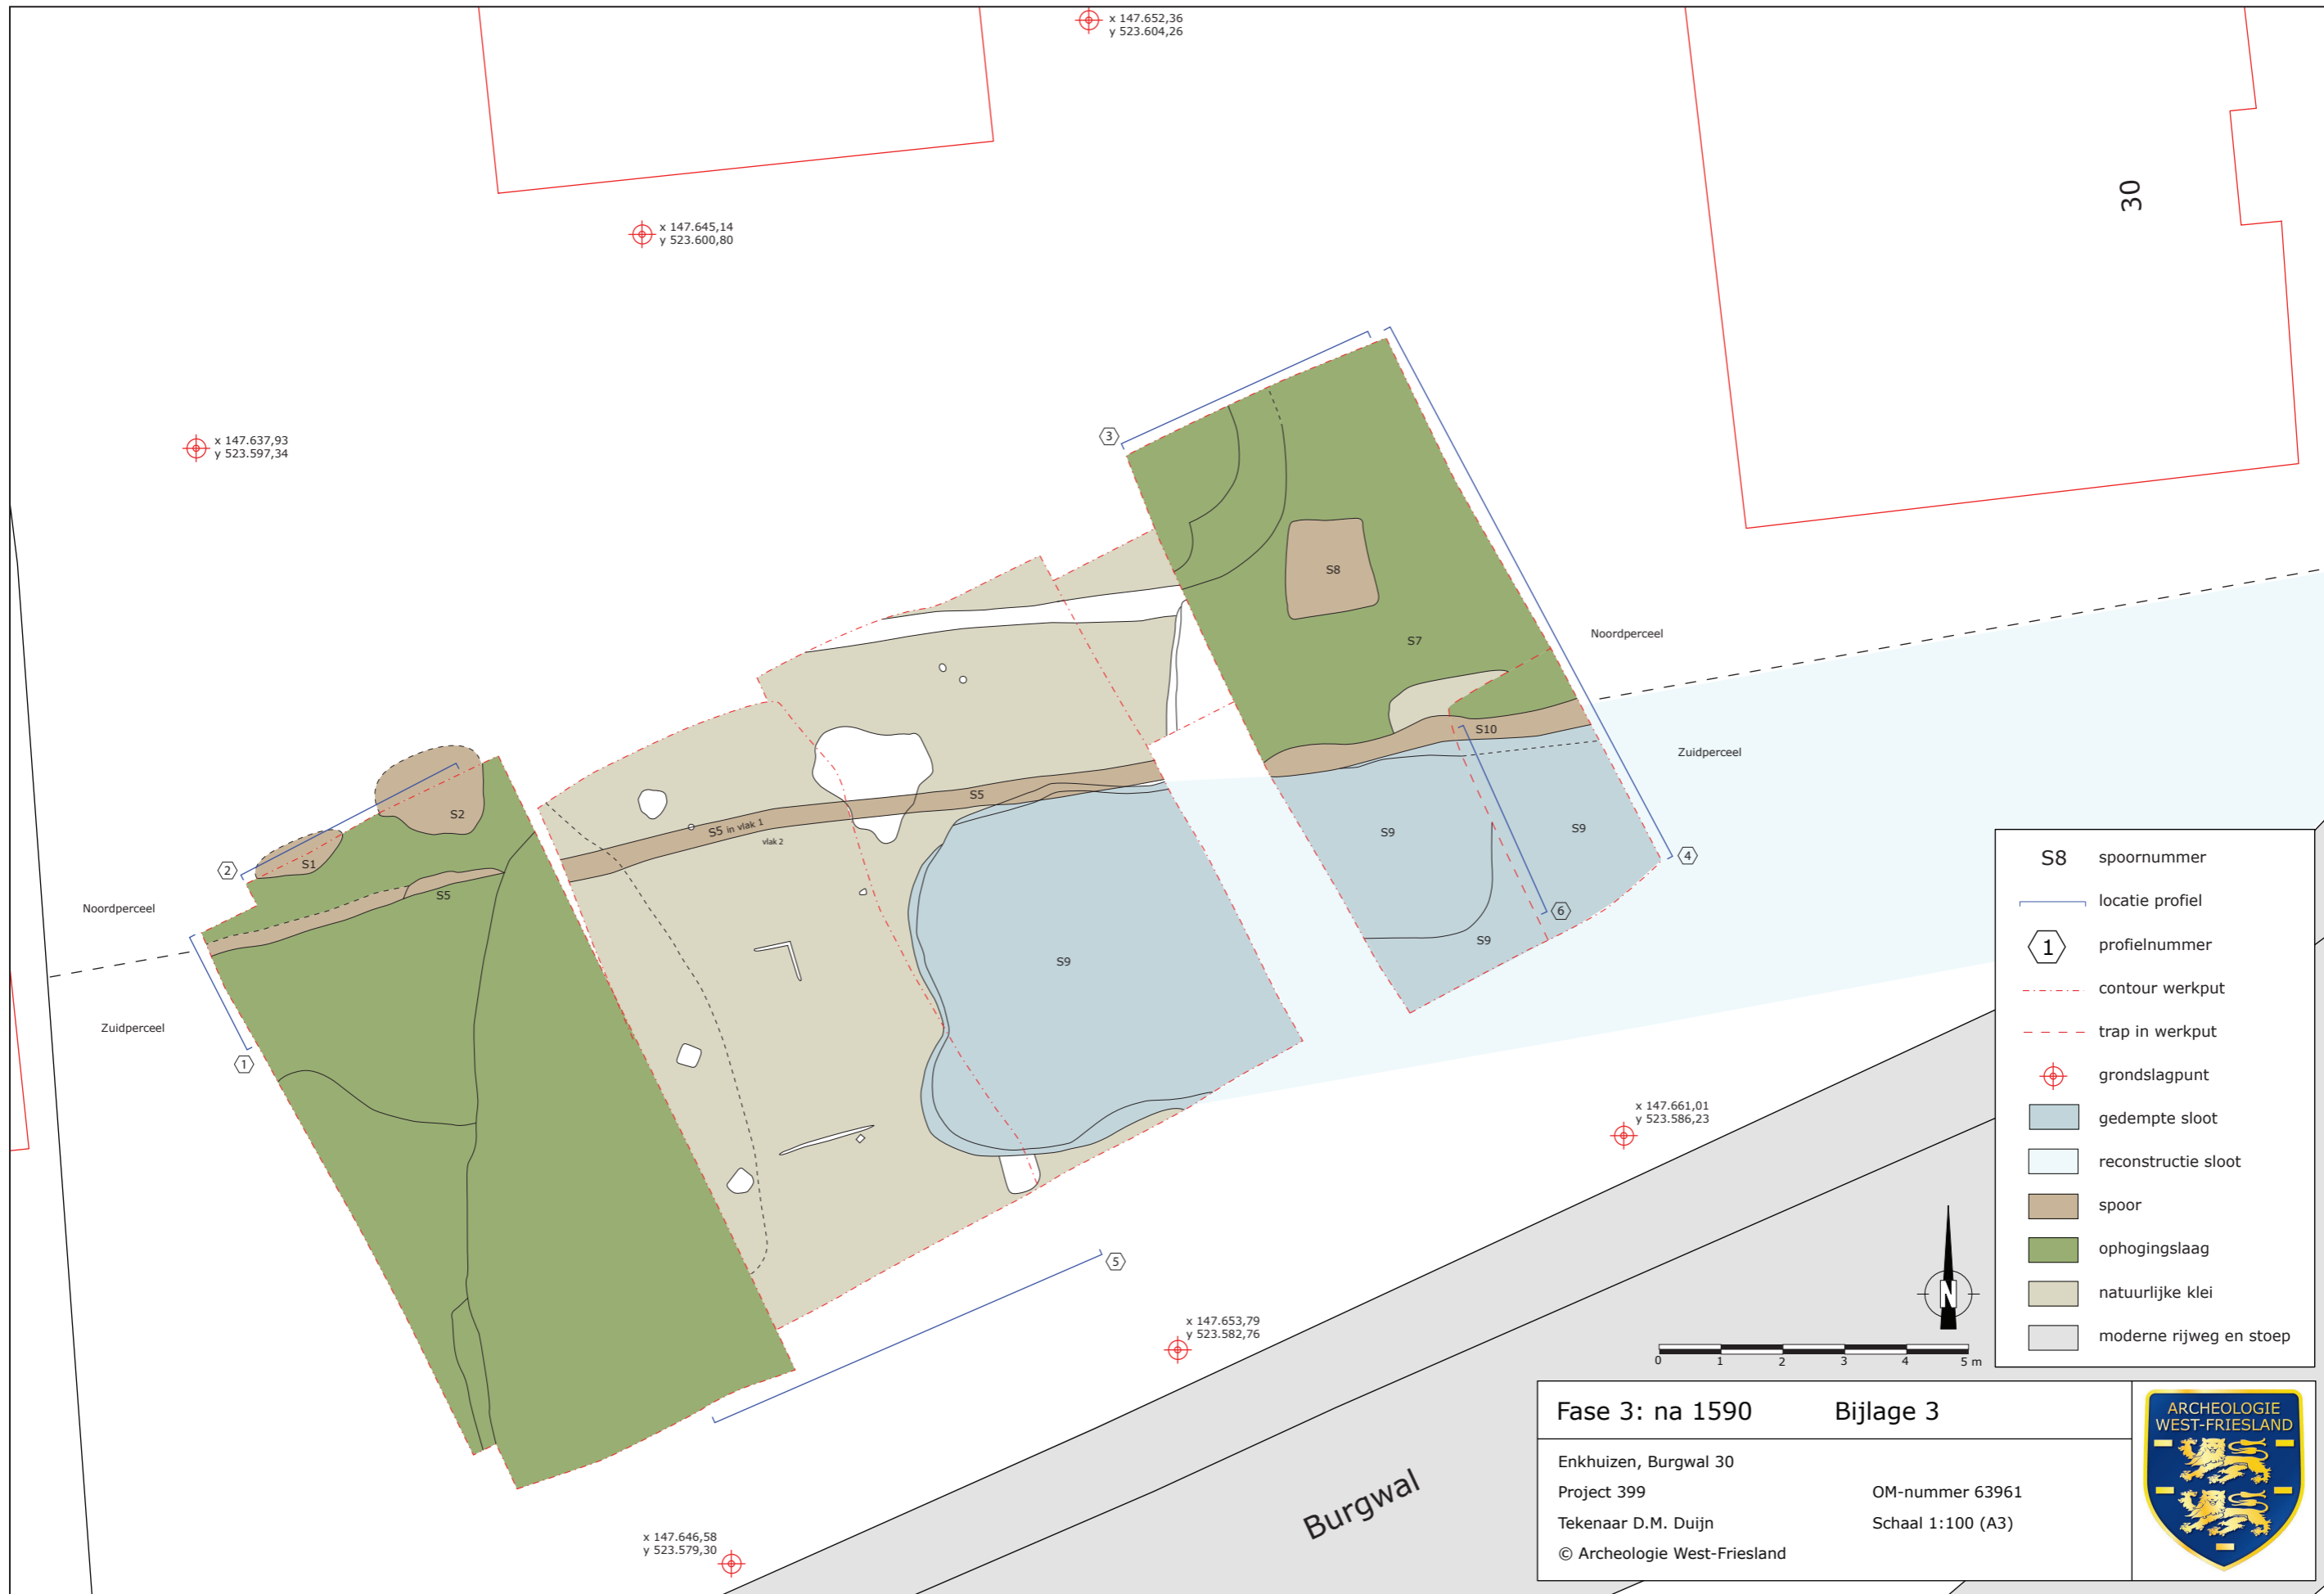 x 147.652,36
y 523.604,26
30
x 147.645,14
y 523.600,80
x 147.637,93
y 523.597,34
3
S8
Noordperceel
S7
S10
Zuidperceel
S2
S5
S5 in vlak 1
vlak 2
S1
2
S9
S9
4
S5
Noordperceel
6
S9
S9
Zuidperceel
1
x 147.661,01
y 523.586,23
5
x 147.653,79
y 523.582,76
x 147.646,58
y 523.579,30
Burgwal
S8 spoornummer
locatie profiel
1 profielnummer
contour werkput
trap in werkput
grondslagpunt
gedempte sloot
reconstructie sloot
spoor
ophogingslaag
natuurlijke klei
moderne rijweg en stoep
N
0 1 2 3 4 5 m
Fase 3: na 1590 Bijlage 3
Enkhuizen, Burgwal 30
Project 399 OM-nummer 63961
Tekenaar D.M. Duijn Schaal 1:100 (A3)
© Archeologie West-Friesland
ARCHEOLOGIE
WEST-FRIESLAND